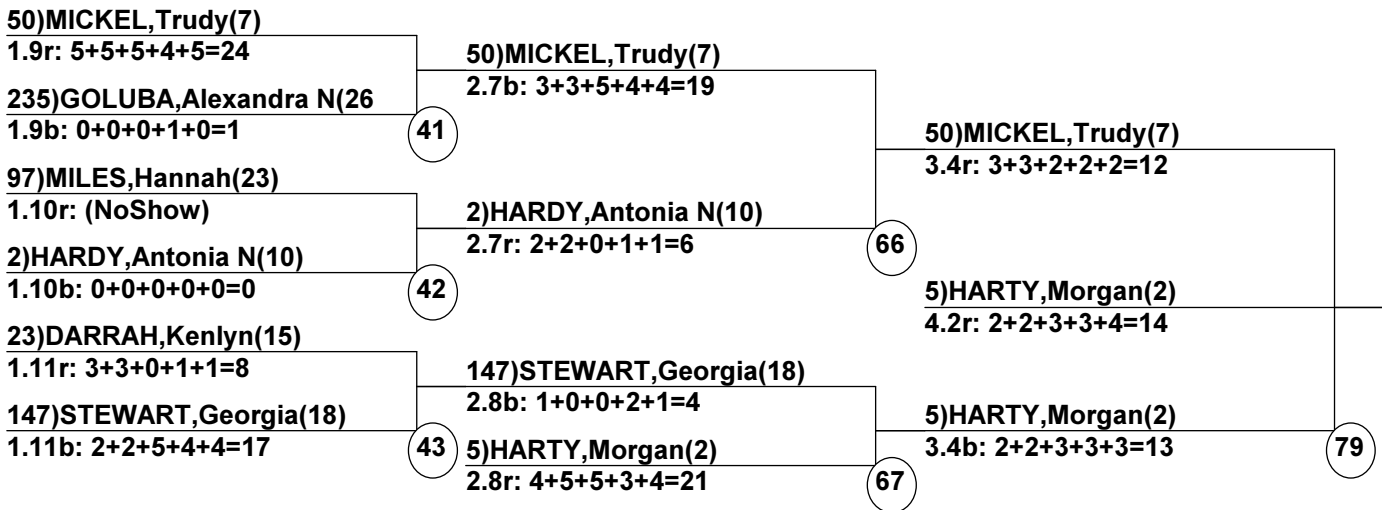 50)MICKEL,Trudy(7)
1.9r: 5+5+5+4+5=24
235)GOLUBA,Alexandra N(26
1.9b: 0+0+0+1+0=1
41
97)MILES,Hannah(23)
1.10r: (NoShow)
2)HARDY,Antonia N(10)
1.10b: 0+0+0+0+0=0
42
23)DARRAH,Kenlyn(15)
1.11r: 3+3+0+1+1=8
147)STEWART,Georgia(18)
1.11b: 2+2+5+4+4=17
43
50)MICKEL,Trudy(7)
2.7b: 3+3+5+4+4=19
2)HARDY,Antonia N(10)
2.7r: 2+2+0+1+1=6
66
147)STEWART,Georgia(18)
2.8b: 1+0+0+2+1=4
5)HARTY,Morgan(2)
2.8r: 4+5+5+3+4=21
67
50)MICKEL,Trudy(7)
3.4r: 3+3+2+2+2=12
5)HARTY,Morgan(2)
4.2r: 2+2+3+3+4=14
5)HARTY,Morgan(2)
3.4b: 2+2+3+3+3=13
79